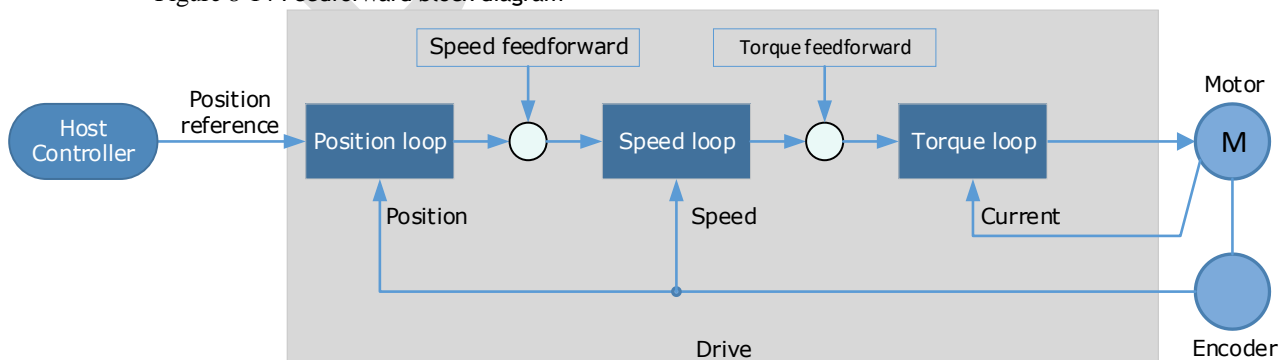 Speed feedforward
Torque feedforward
Motor
Position
reference
Host
Controller
Position loop
Speed loop
Torque loop
M
Position
Speed
Current
Drive
Encoder